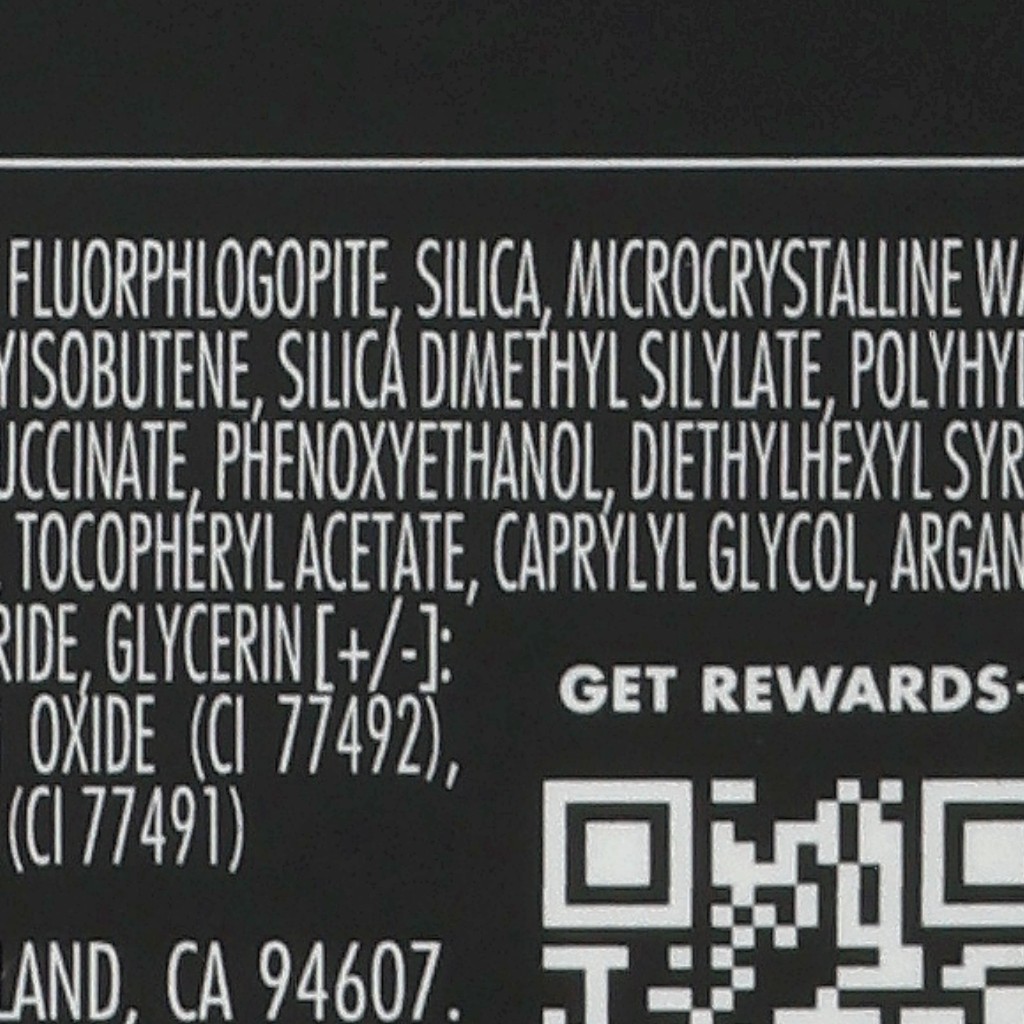 FLUORPHLOGOPITE, SILICA, MICROCRYSTALLINE WA
YISOBUTENE, SILICA DIMETHYL SILYLATE, POLYHY
UCCINATE, PHENOXYETHANOL, DIETHYLHEXYL SYR
TOCOPHERYL ACETATE, CAPRYLYL GLYCOL, ARGAN
RIDE, GLYCERIN [+/-]:
OXIDE (CI 77492),
(CI 77491)
LAND, CA 94607.
GET REWARDS